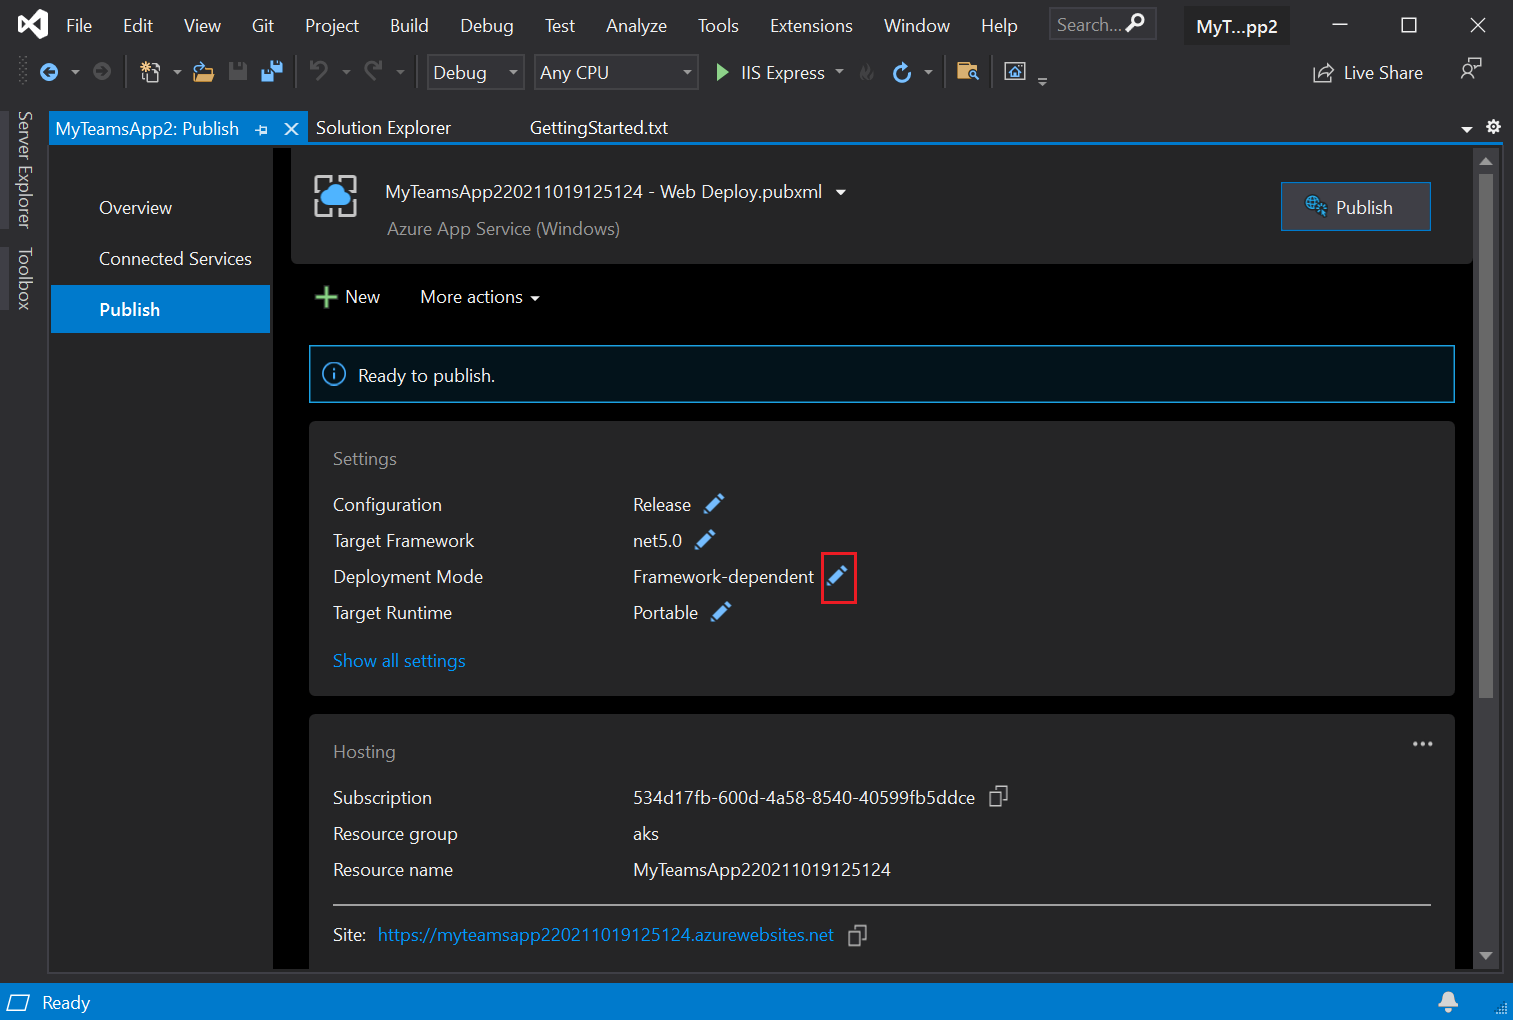 File Edit View Git Project Build Debug Test Analyze Tools Extensions Window Help Search... MyT...pp2
Debug Any CPU IIS Express Live Share
Server Explorer
Toolbox
MyTeamsApp2: Publish Solution Explorer GettingStarted.txt
Overview
Connected Services
Publish
MyTeamsApp220211019125124 - Web Deploy.pubxml
Azure App Service (Windows)
Publish
New More actions
Ready to publish.
Settings
Configuration Release
Target Framework net5.0
Deployment Mode Framework-dependent
Target Runtime Portable
Show all settings
Hosting
Subscription 534d17fb-600d-4a58-8540-40599fb5ddce
Resource group aks
Resource name MyTeamsApp220211019125124
Site: https://myteamsapp220211019125124.azurewebsites.net
Ready